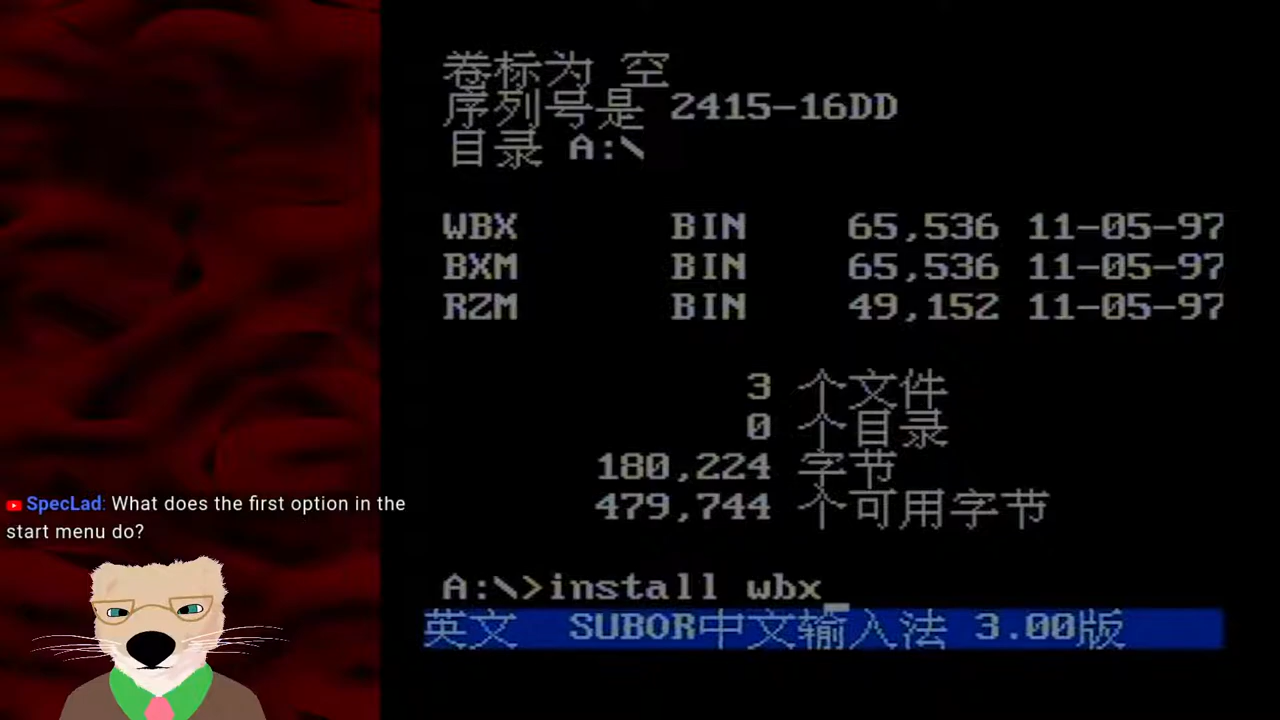 卷标为 空
序列号是 2415-16DD
目录 A:\
WBX BIN 65,536 11-05-97
BXM BIN 65,536 11-05-97
RZM BIN 49,152 11-05-97
3 个文件
0 个目录
180,224 字节
479,744 个可用字节
SpecLad: What does the first option in the
start menu do?
A:\>install wbx_
英文 SUBOR中文输入法 3.00版